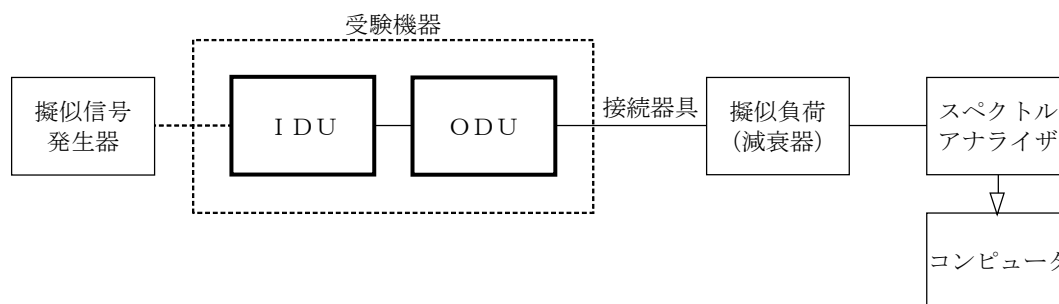 受験機器
擬似信号
発生器
ＩＤＵ
ＯＤＵ
接続器具
擬似負荷
（減衰器）
スペクトル
アナライザ
コンピュータ